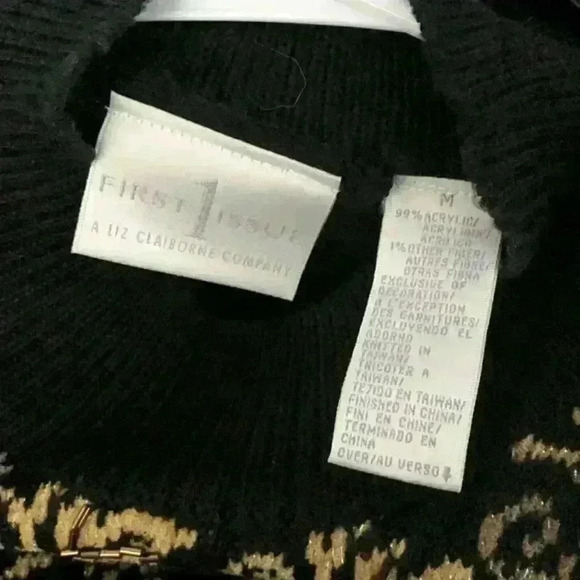 FIRST 1 ISSUE
A LIZ CLAIBORNE COMPANY
M
99% ACRYLIC/
ACRYLIQUE/
ACRILICO
1% OTHER FIBER/
AUTRES FIBRE/
OTRAS FIBRA
EXCLUSIVE OF
DECORATION/
A L'EXCEPTION
DES GARNITURES/
EXCLUYENDO EL
ADORNO
KNITTED IN
TAIWAN/
TRICOTER A
TAIWAN/
TEJIDO EN TAIWAN/
FINISHED IN CHINA/
FINI EN CHINE/
TERMINADO EN
CHINA
OVER/AU VERSO